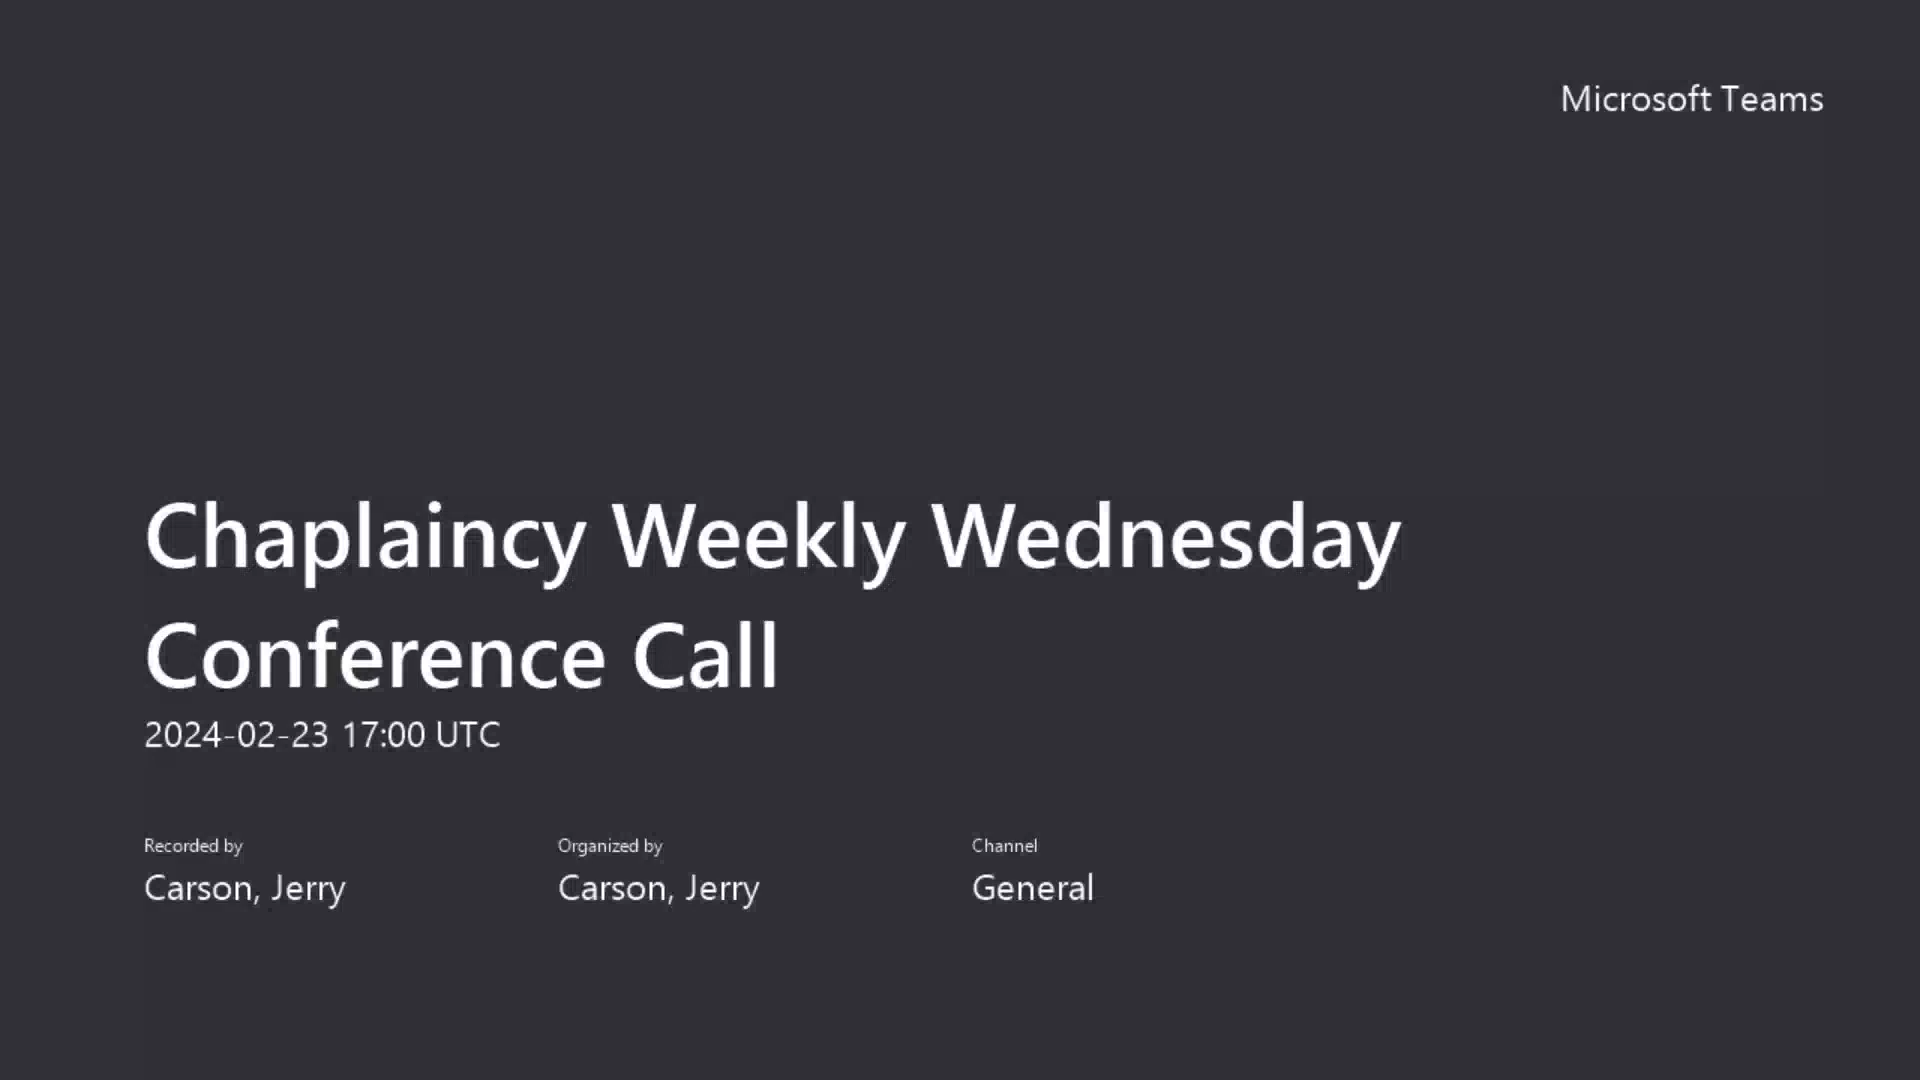 Microsoft Teams
Chaplaincy Weekly Wednesday
Conference Call
2024-02-23 17:00 UTC
Recorded by
Carson, Jerry
Organized by
Carson, Jerry
Channel
General